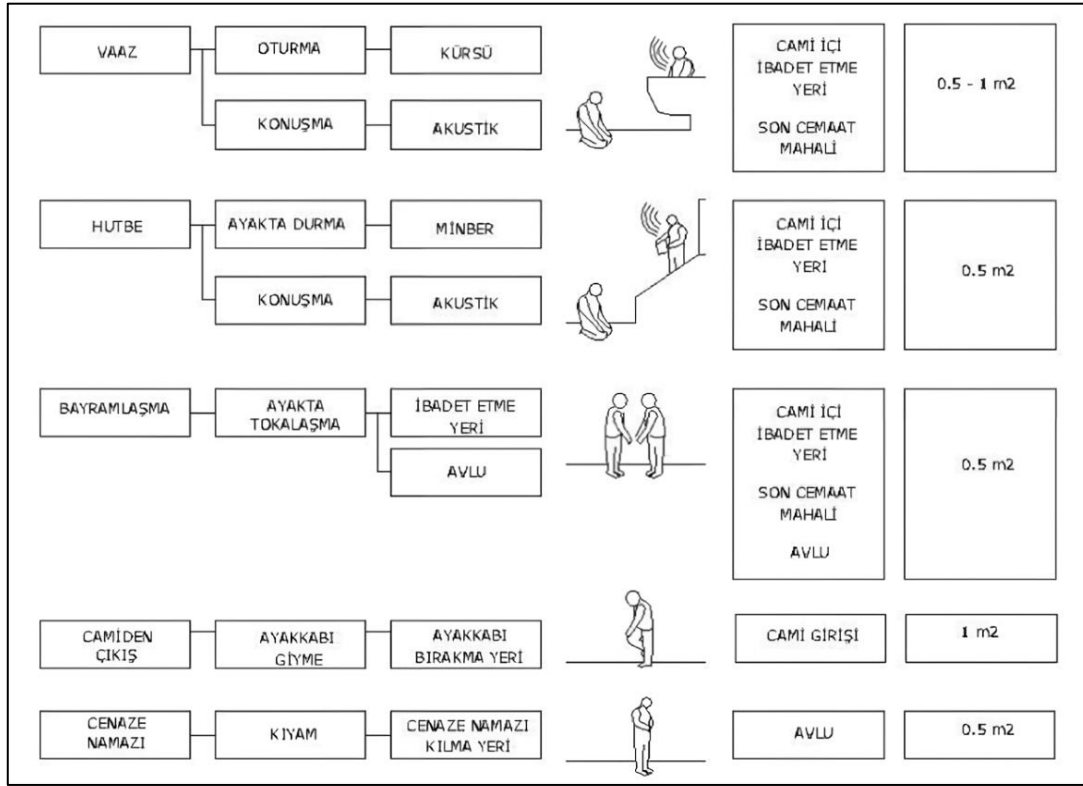 VAAZ
OTURMA
KÜRSÜ
KONUŞMA
AKUSTİK
CAMİ İÇİ
İBADET ETME
YERİ
SON CEMAAT
MAHALİ
0.5 - 1 m2
HUTBE
AYAKTA DURMA
MİNBER
KONUŞMA
AKUSTİK
CAMİ İÇİ
İBADET ETME
YERİ
SON CEMAAT
MAHALİ
0.5 m2
BAYRAMLAŞMA
AYAKTA
TOKALAŞMA
İBADET ETME
YERİ
AVLU
CAMİ İÇİ
İBADET ETME
YERİ
SON CEMAAT
MAHALİ
AVLU
0.5 m2
CAMİDEN
ÇIKIŞ
AYAKKABI
GİYME
AYAKKABI
BIRAKMA YERİ
CAMİ GİRİŞİ
1 m2
CENAZE
NAMAZI
KIYAM
CENAZE NAMAZI
KILMA YERİ
AVLU
0.5 m2